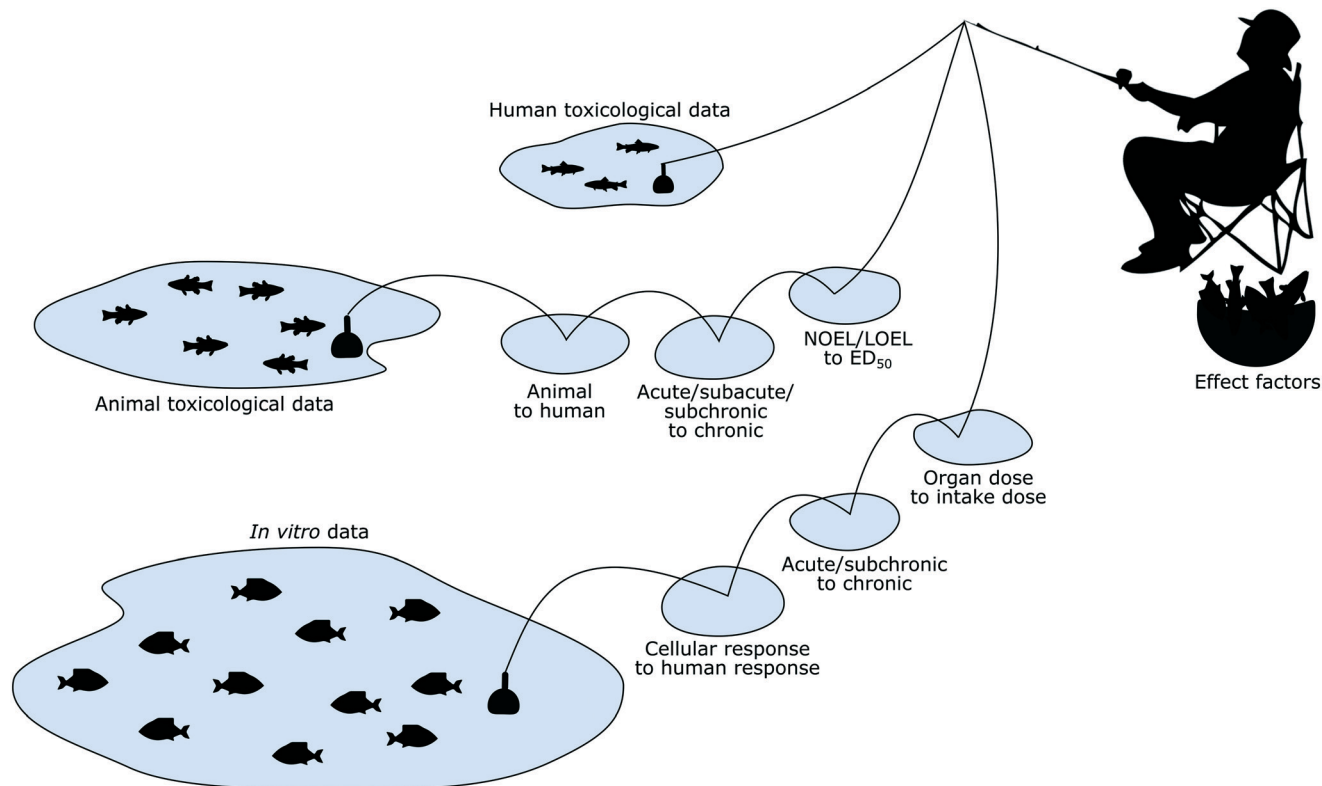 Human toxicological data
Animal toxicological data
Animal
to human
Acute/subacute/
subchronic
to chronic
NOEL/LOEL
to ED₅₀
Effect factors
Organ dose
to intake dose
Acute/subchronic
to chronic
In vitro data
Cellular response
to human response